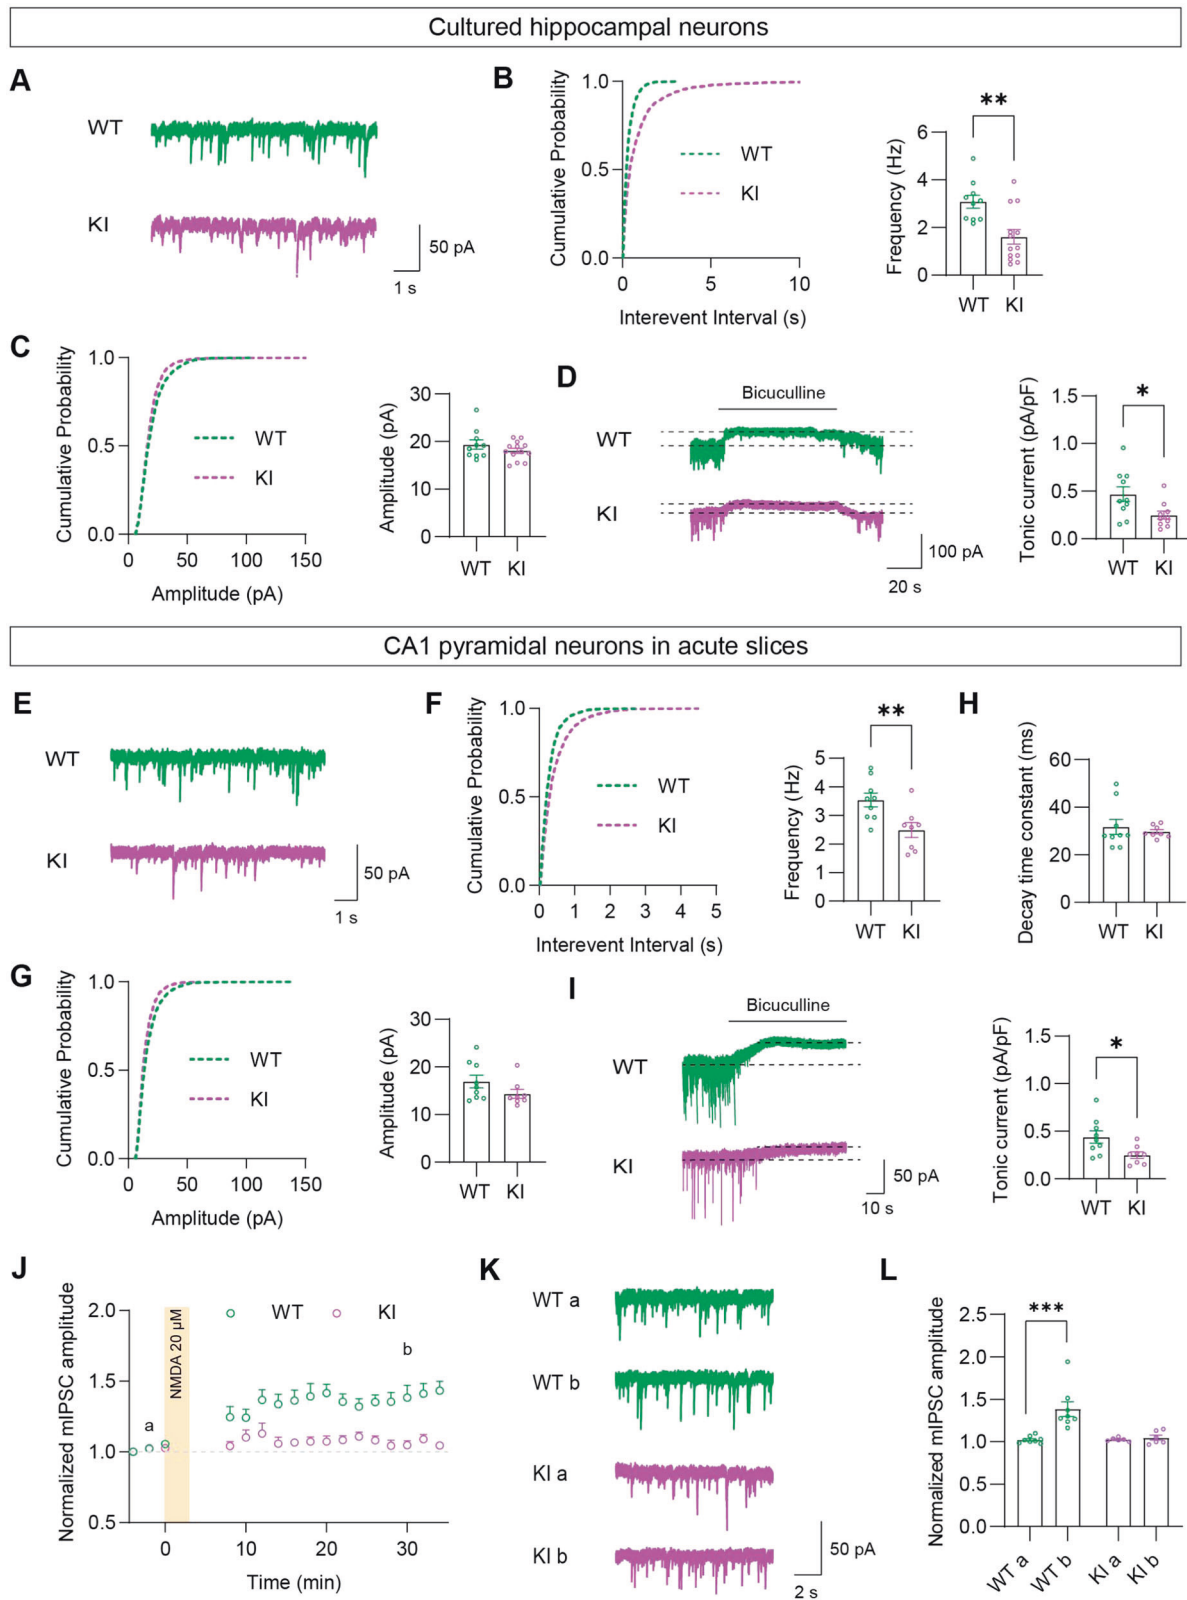 Cultured hippocampal neurons
A
WT
KI
50 pA
1 s
B
Cumulative Probability
1.0
0.5
0.0
0
5
10
Interevent Interval (s)
WT
KI
**
Frequency (Hz)
6
4
2
0
WT
KI
C
Cumulative Probability
1.0
0.5
0.0
0
50
100
150
Amplitude (pA)
WT
KI
Amplitude (pA)
30
20
10
0
WT
KI
D
Bicuculline
WT
KI
100 pA
20 s
*
Tonic current (pA/pF)
1.5
1.0
0.5
0.0
WT
KI
CA1 pyramidal neurons in acute slices
E
WT
KI
50 pA
1 s
F
Cumulative Probability
1.0
0.5
0.0
0
1
2
3
4
5
Interevent Interval (s)
WT
KI
**
Frequency (Hz)
5
4
3
2
1
0
WT
KI
H
Decay time constant (ms)
60
40
20
0
WT
KI
G
Cumulative Probability
1.0
0.5
0.0
0
50
100
150
Amplitude (pA)
WT
KI
Amplitude (pA)
30
20
10
0
WT
KI
I
Bicuculline
WT
KI
50 pA
10 s
*
Tonic current (pA/pF)
1.5
1.0
0.5
0.0
WT
KI
J
Normalized mIPSC amplitude
2.0
1.5
1.0
0.5
NMDA 20 µM
WT
KI
a
b
0
10
20
30
Time (min)
K
WT a
WT b
KI a
KI b
50 pA
2 s
L
Normalized mIPSC amplitude
2.5
2.0
1.5
1.0
0.5
0.0
***
WT a
WT b
KI a
KI b